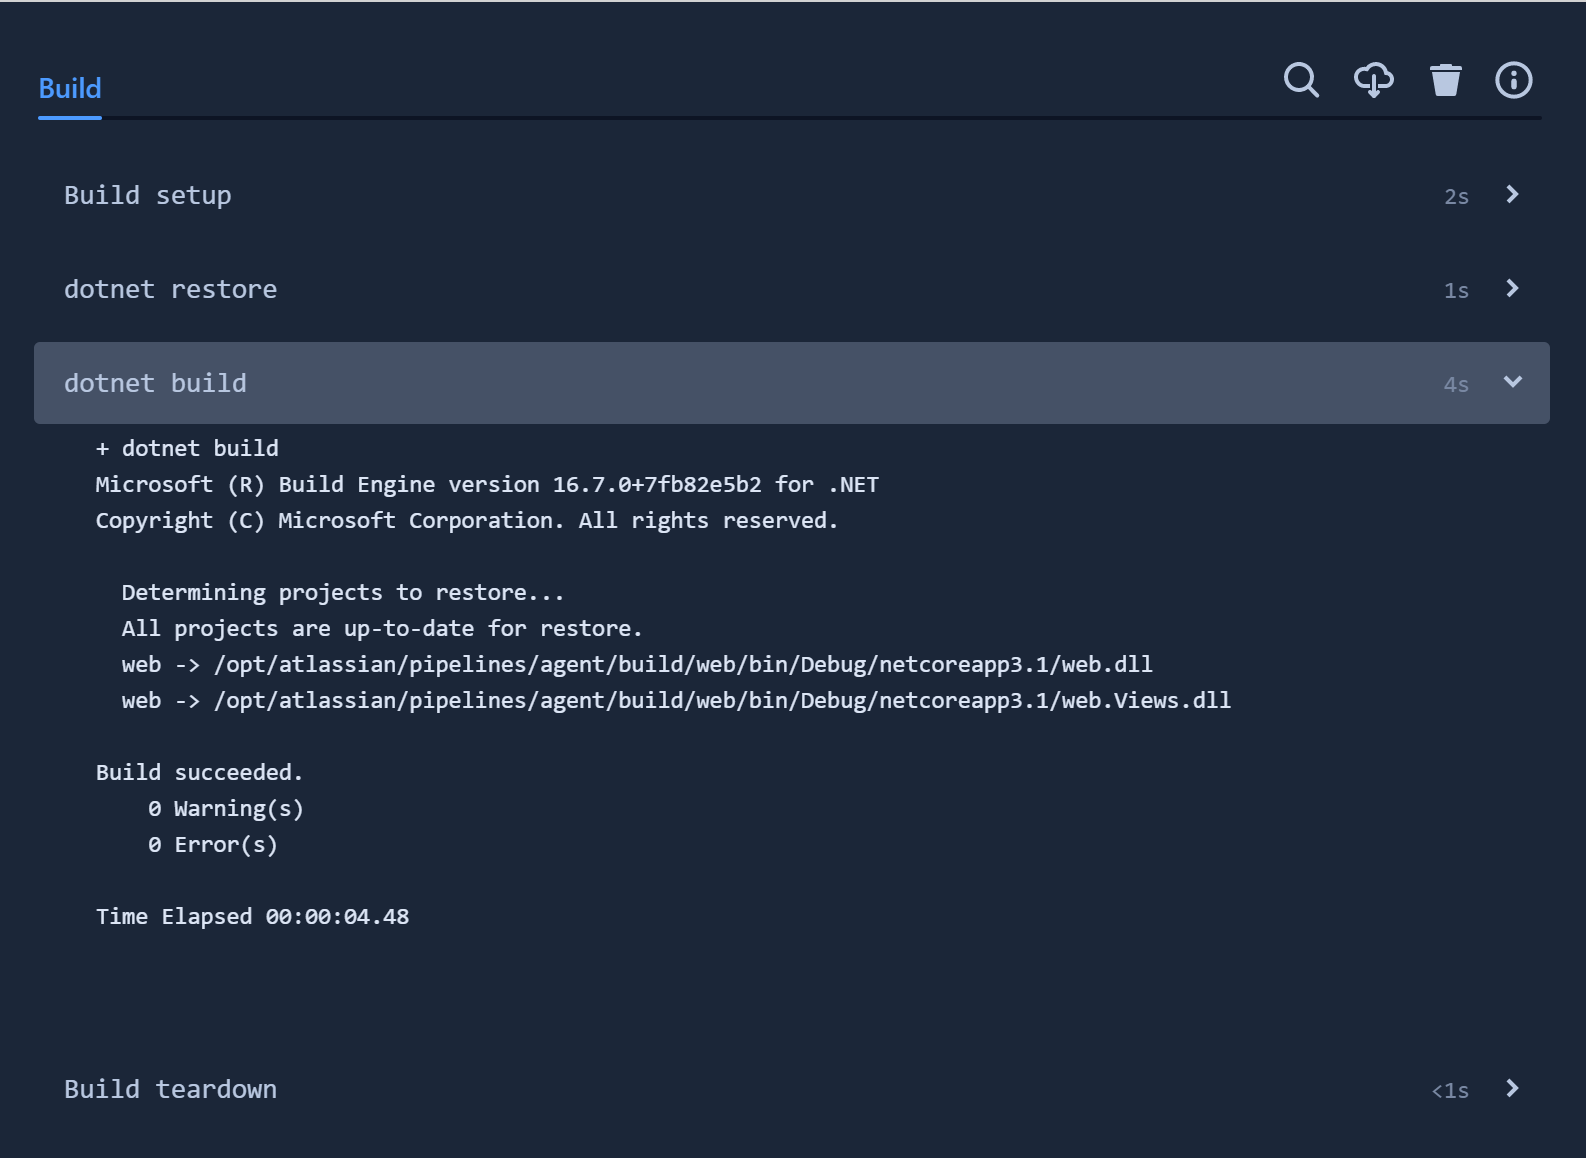 Build
Build setup 2s
dotnet restore 1s
dotnet build 4s
+ dotnet build
Microsoft (R) Build Engine version 16.7.0+7fb82e5b2 for .NET
Copyright (C) Microsoft Corporation. All rights reserved.
Determining projects to restore...
All projects are up-to-date for restore.
web -> /opt/atlassian/pipelines/agent/build/web/bin/Debug/netcoreapp3.1/web.dll
web -> /opt/atlassian/pipelines/agent/build/web/bin/Debug/netcoreapp3.1/web.Views.dll
Build succeeded.
0 Warning(s)
0 Error(s)
Time Elapsed 00:00:04.48
Build teardown <1s